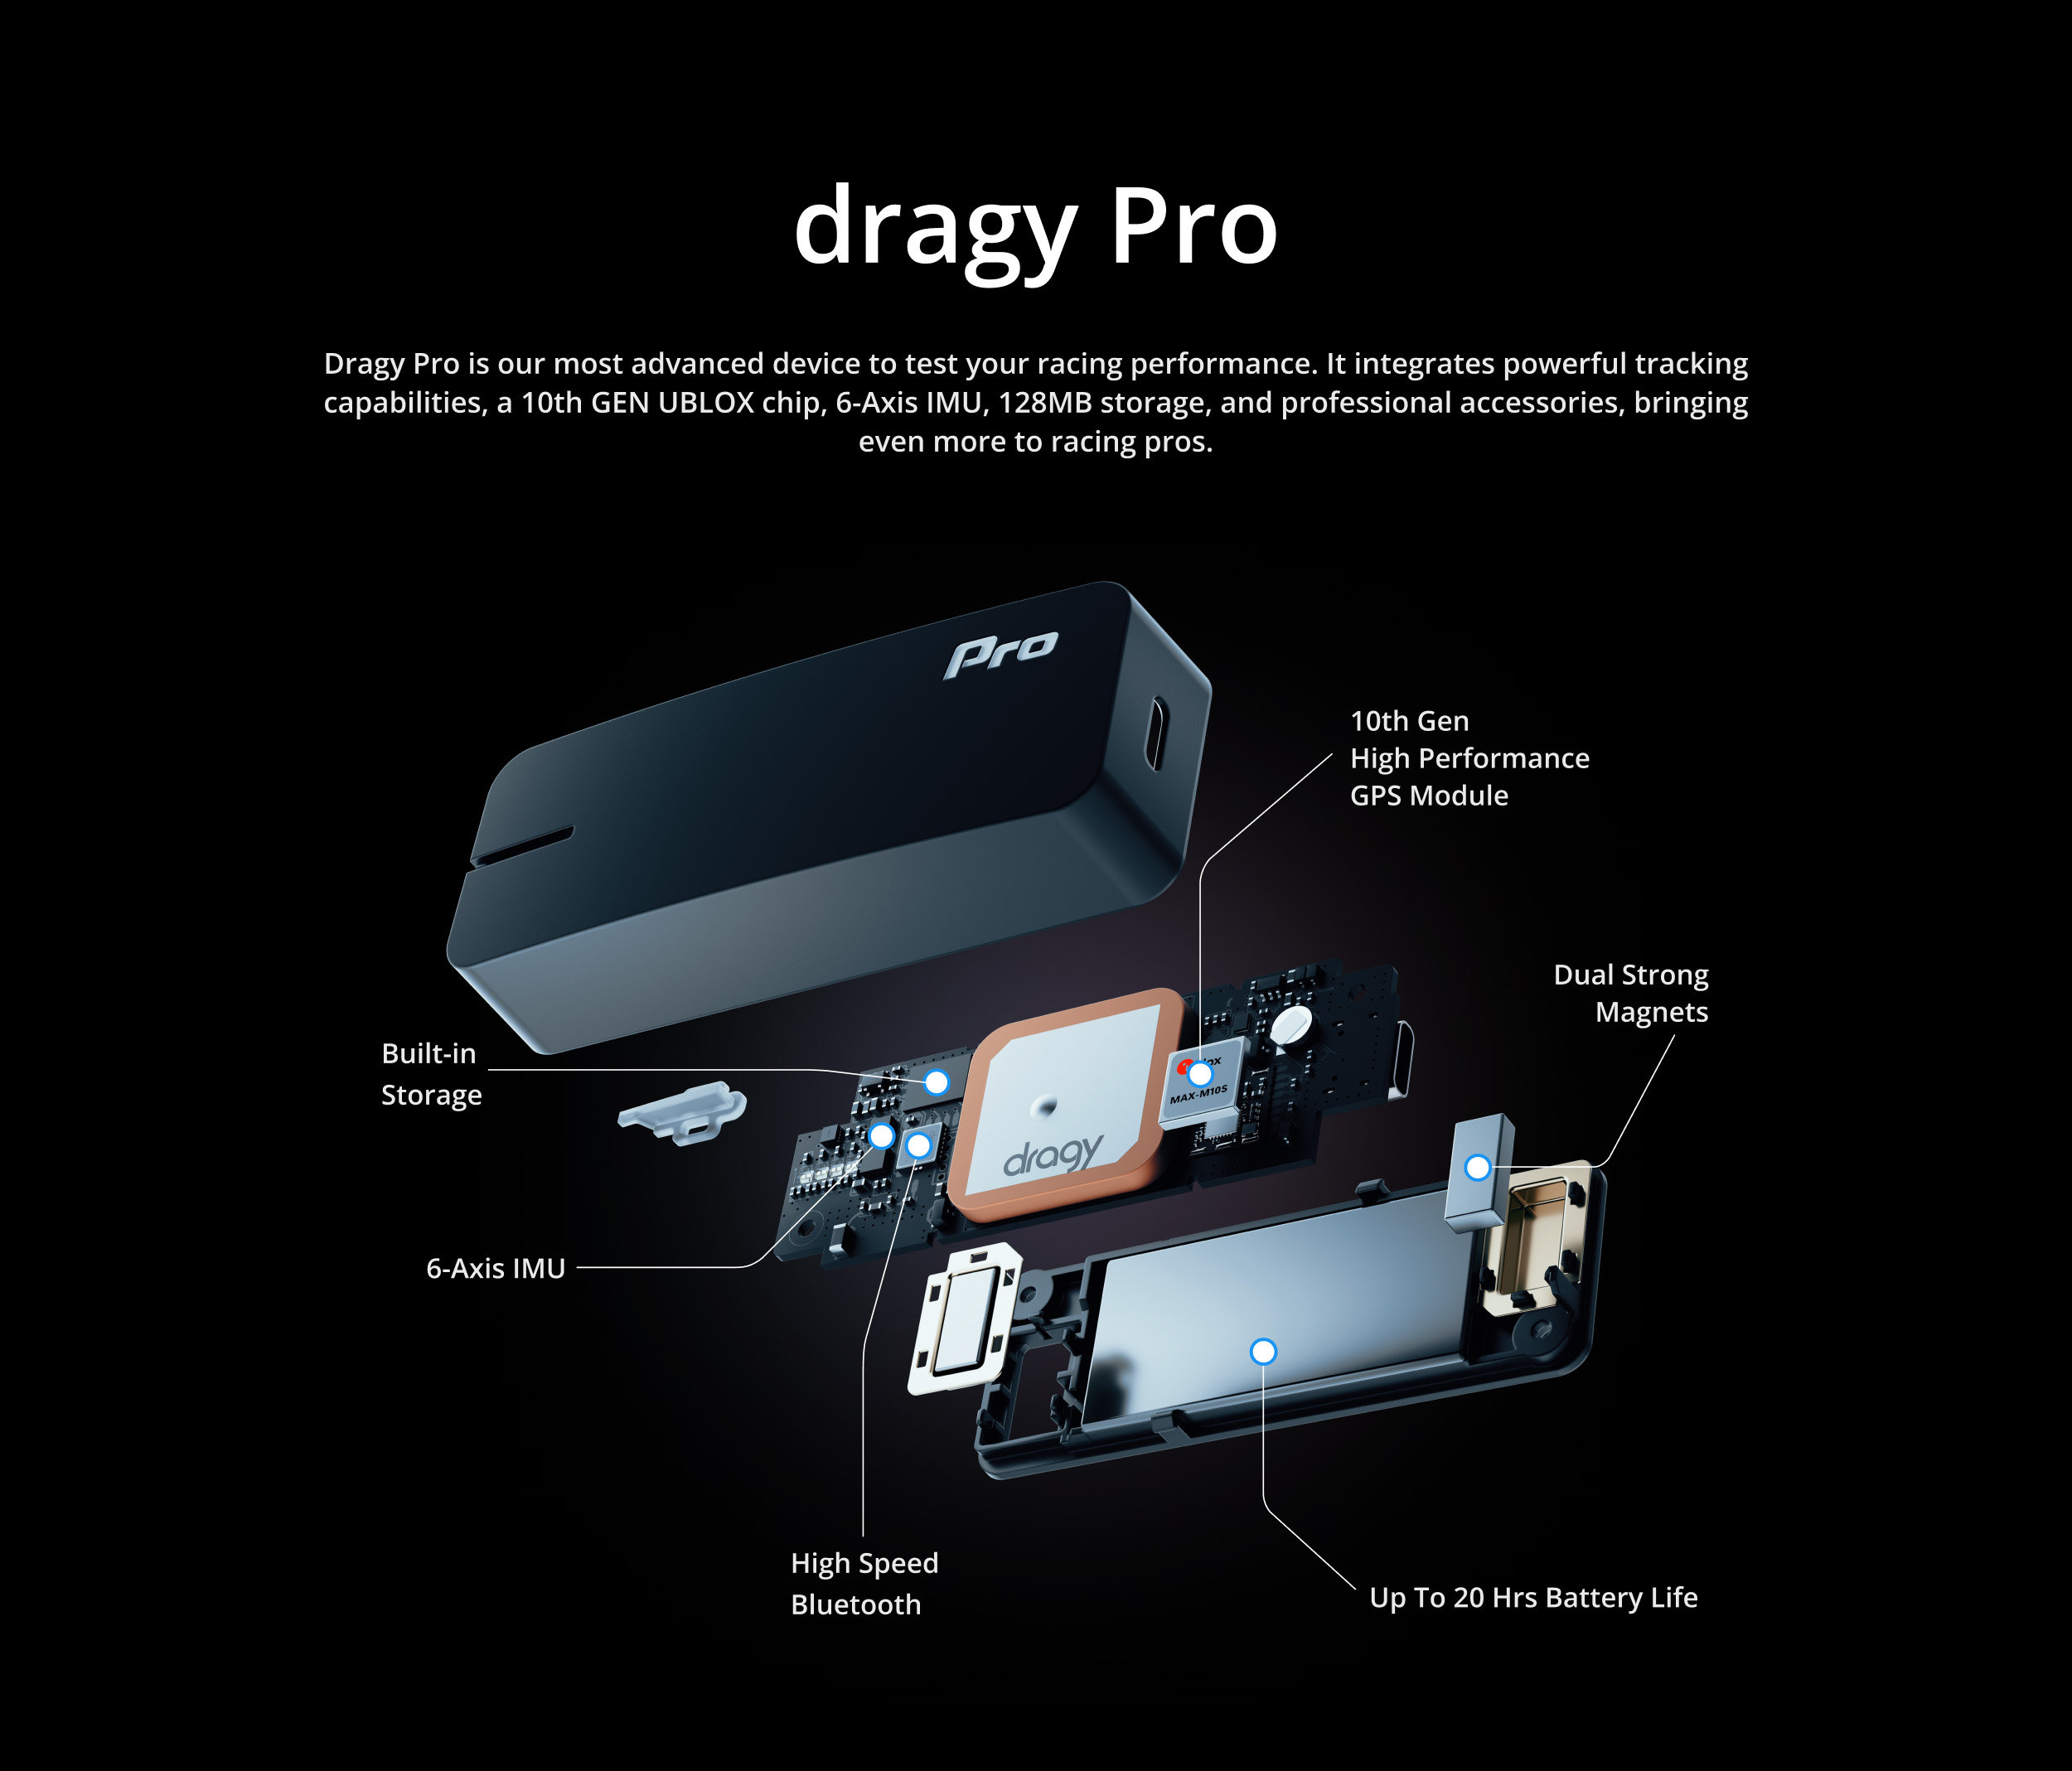 dragy Pro
Dragy Pro is our most advanced device to test your racing performance. It integrates powerful tracking
capabilities, a 10th GEN UBLOX chip, 6-Axis IMU, 128MB storage, and professional accessories, bringing
even more to racing pros.
Pro
10th Gen
High Performance
GPS Module
Dual Strong
Magnets
Built-in
Storage
MAX-M10S
dragy
6-Axis IMU
High Speed
Bluetooth
Up To 20 Hrs Battery Life